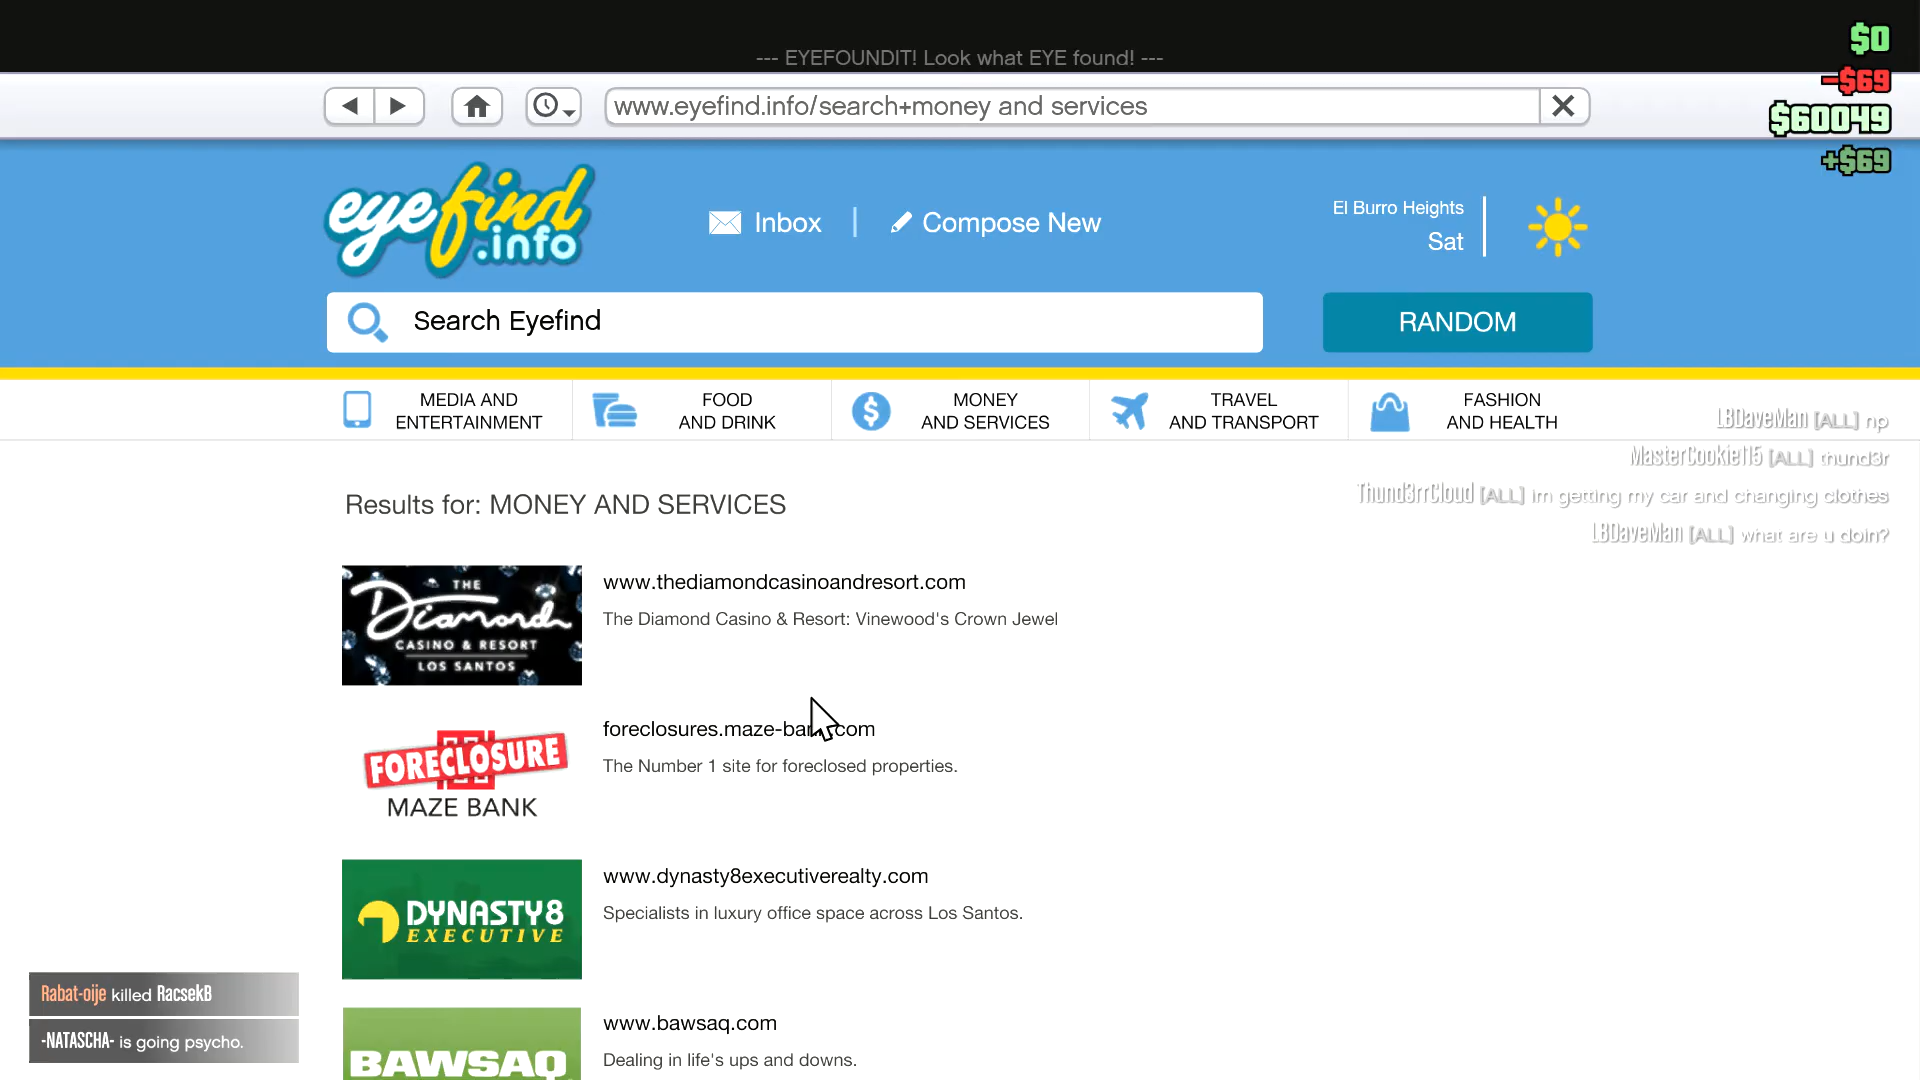 --- EYEFOUNDIT! Look what EYE found! ---
$0
-$69
$60049
+$69
www.eyefind.info/search+money and services
eyefind
.info
Inbox
Compose New
El Burro Heights
Sat
Search Eyefind
RANDOM
MEDIA AND
ENTERTAINMENT
FOOD
AND DRINK
MONEY
AND SERVICES
TRAVEL
AND TRANSPORT
FASHION
AND HEALTH
LBDaveMan [ALL] np
MasterCookie115 [ALL] thund3r
Thund3rrCloud [ALL] im getting my car and changing clothes
LBDaveMan [ALL] what are u doin?
Results for: MONEY AND SERVICES
THE
Diamond
CASINO & RESORT
LOS SANTOS
www.thediamondcasinoandresort.com
The Diamond Casino & Resort: Vinewood's Crown Jewel
FORECLOSURE
MAZE BANK
foreclosures.maze-bank.com
The Number 1 site for foreclosed properties.
DYNASTY8
EXECUTIVE
www.dynasty8executiverealty.com
Specialists in luxury office space across Los Santos.
BAWSAQ
www.bawsaq.com
Dealing in life's ups and downs.
Rabat-oije killed RacsekB
-NATASCHA- is going psycho.